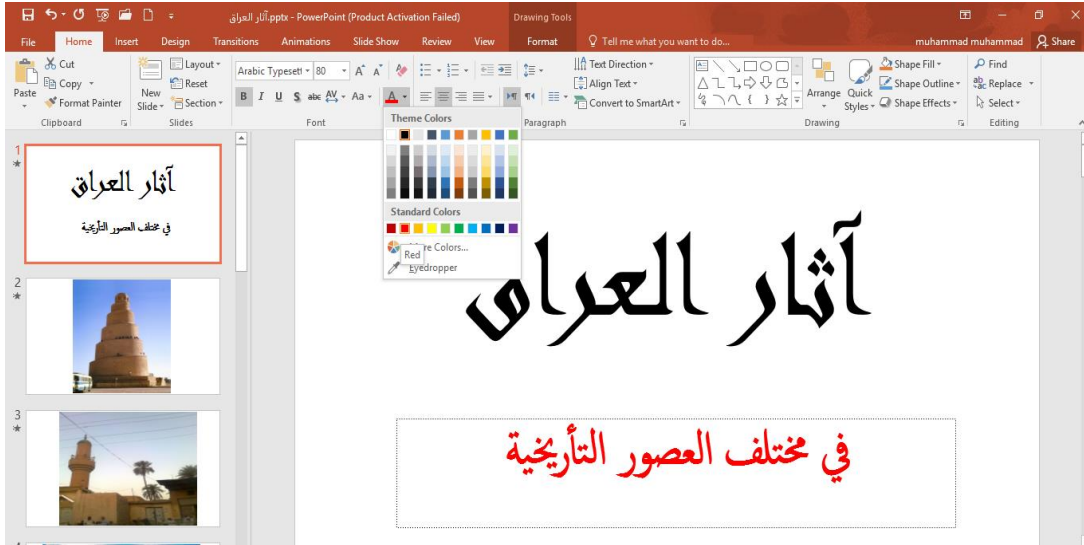 آثار العراق.pptx - PowerPoint (Product Activation Failed)
Drawing Tools
File Home Insert Design Transitions Animations Slide Show Review View Format Tell me what you want to do... muhammad muhammad Share
Paste
Cut
Copy
Format Painter
Clipboard
New Slide
Layout
Reset
Section
Slides
Arabic Typesett 80
B I U S abc AV Aa A
Font
Text Direction
Align Text
Convert to SmartArt
Paragraph
Arrange
Quick Styles
Shape Fill
Shape Outline
Shape Effects
Drawing
Find
Replace
Select
Editing
Theme Colors
Standard Colors
Red
Colors...
Eyedropper
1
آثار العراق
في مختلف العصور التأريخية
2
3
آثار العراق
في مختلف العصور التأريخية